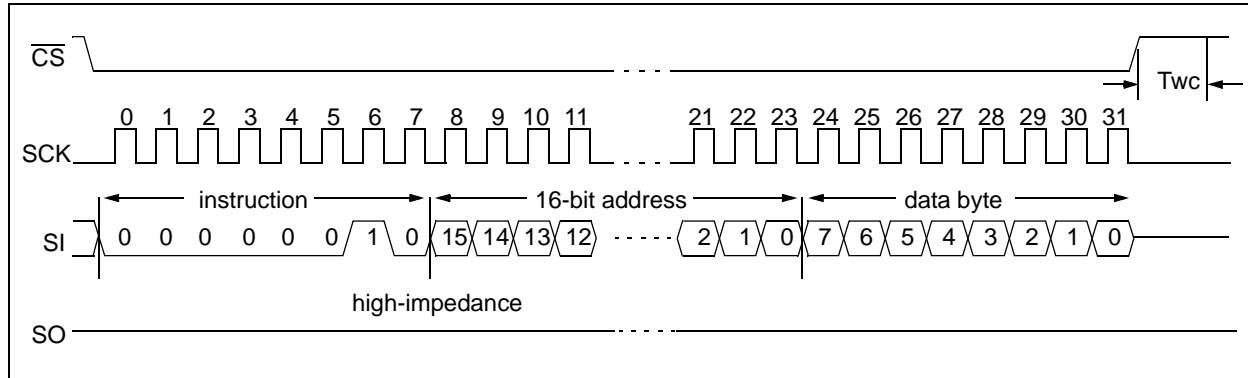 CS
Twc
0 1 2 3 4 5 6 7 8 9 10 11 21 22 23 24 25 26 27 28 29 30 31
SCK
instruction 16-bit address data byte
SI 0 0 0 0 0 0 1 0 15 14 13 12 2 1 0 7 6 5 4 3 2 1 0
high-impedance
SO